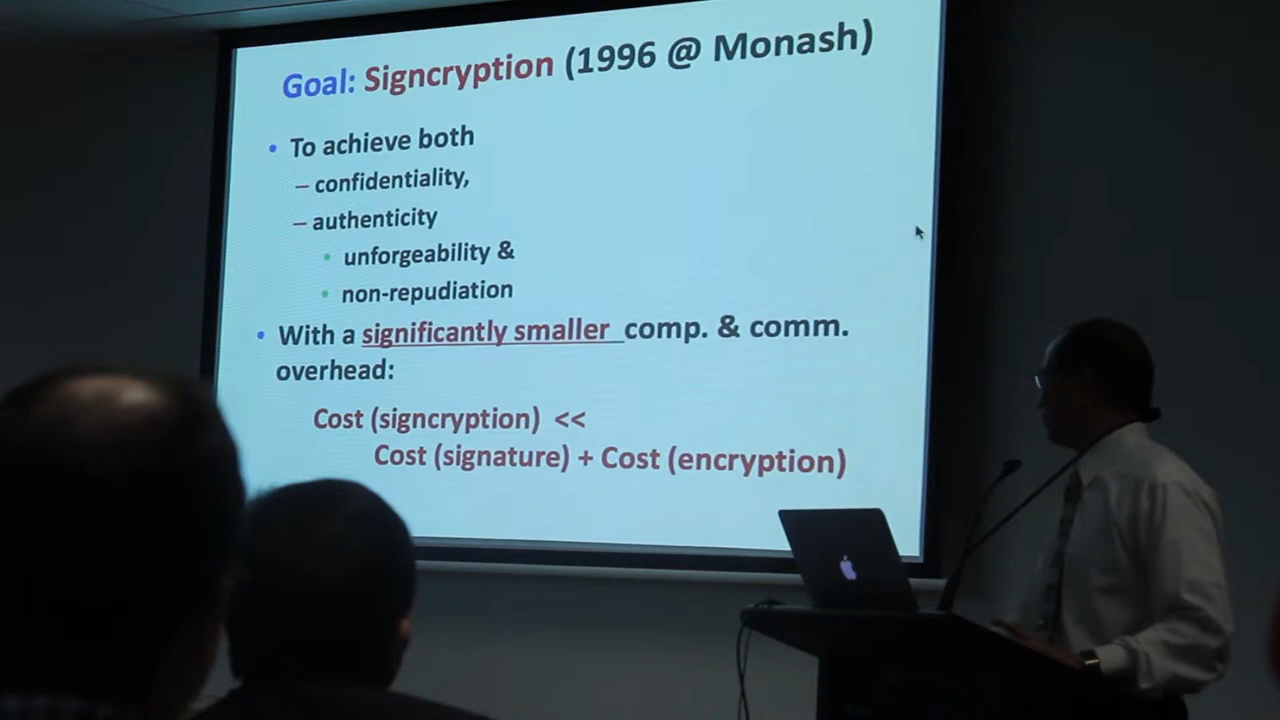 Goal: Signcryption (1996 @ Monash)
• To achieve both
– confidentiality,
– authenticity
• unforgeability &
• non-repudiation
• With a significantly smaller comp. & comm.
overhead:
Cost (signcryption) <<
Cost (signature) + Cost (encryption)